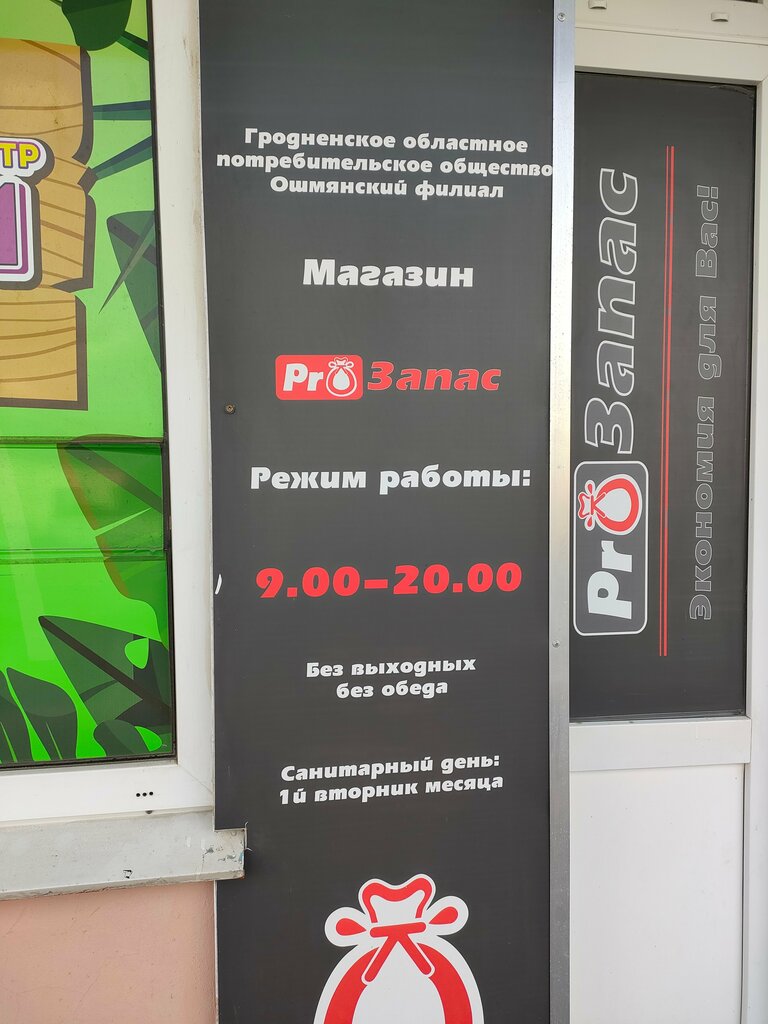 ТР
Гродненское областное
потребительское общество
Ошмянский филиал
Магазин
Pro Запас
Режим работы:
9.00-20.00
Без выходных
без обеда
Санитарный день:
1й вторник месяца
Pro Запас
Экономия для Вас!